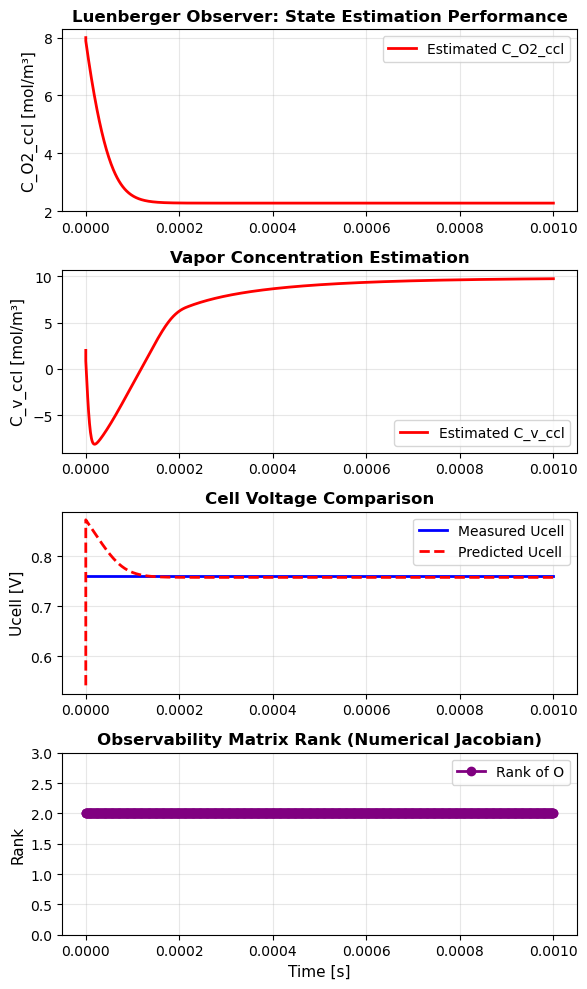 Luenberger Observer: State Estimation Performance
C_O2_ccl [mol/m³]
8
6
4
2
Estimated C_O2_ccl
0.0000 0.0002 0.0004 0.0006 0.0008 0.0010
Vapor Concentration Estimation
C_v_ccl [mol/m³]
10
5
0
−5
Estimated C_v_ccl
0.0000 0.0002 0.0004 0.0006 0.0008 0.0010
Cell Voltage Comparison
Ucell [V]
0.8
0.7
0.6
Measured Ucell
Predicted Ucell
0.0000 0.0002 0.0004 0.0006 0.0008 0.0010
Observability Matrix Rank (Numerical Jacobian)
Rank
3.0
2.5
2.0
1.5
1.0
0.5
0.0
Rank of O
0.0000 0.0002 0.0004 0.0006 0.0008 0.0010
Time [s]